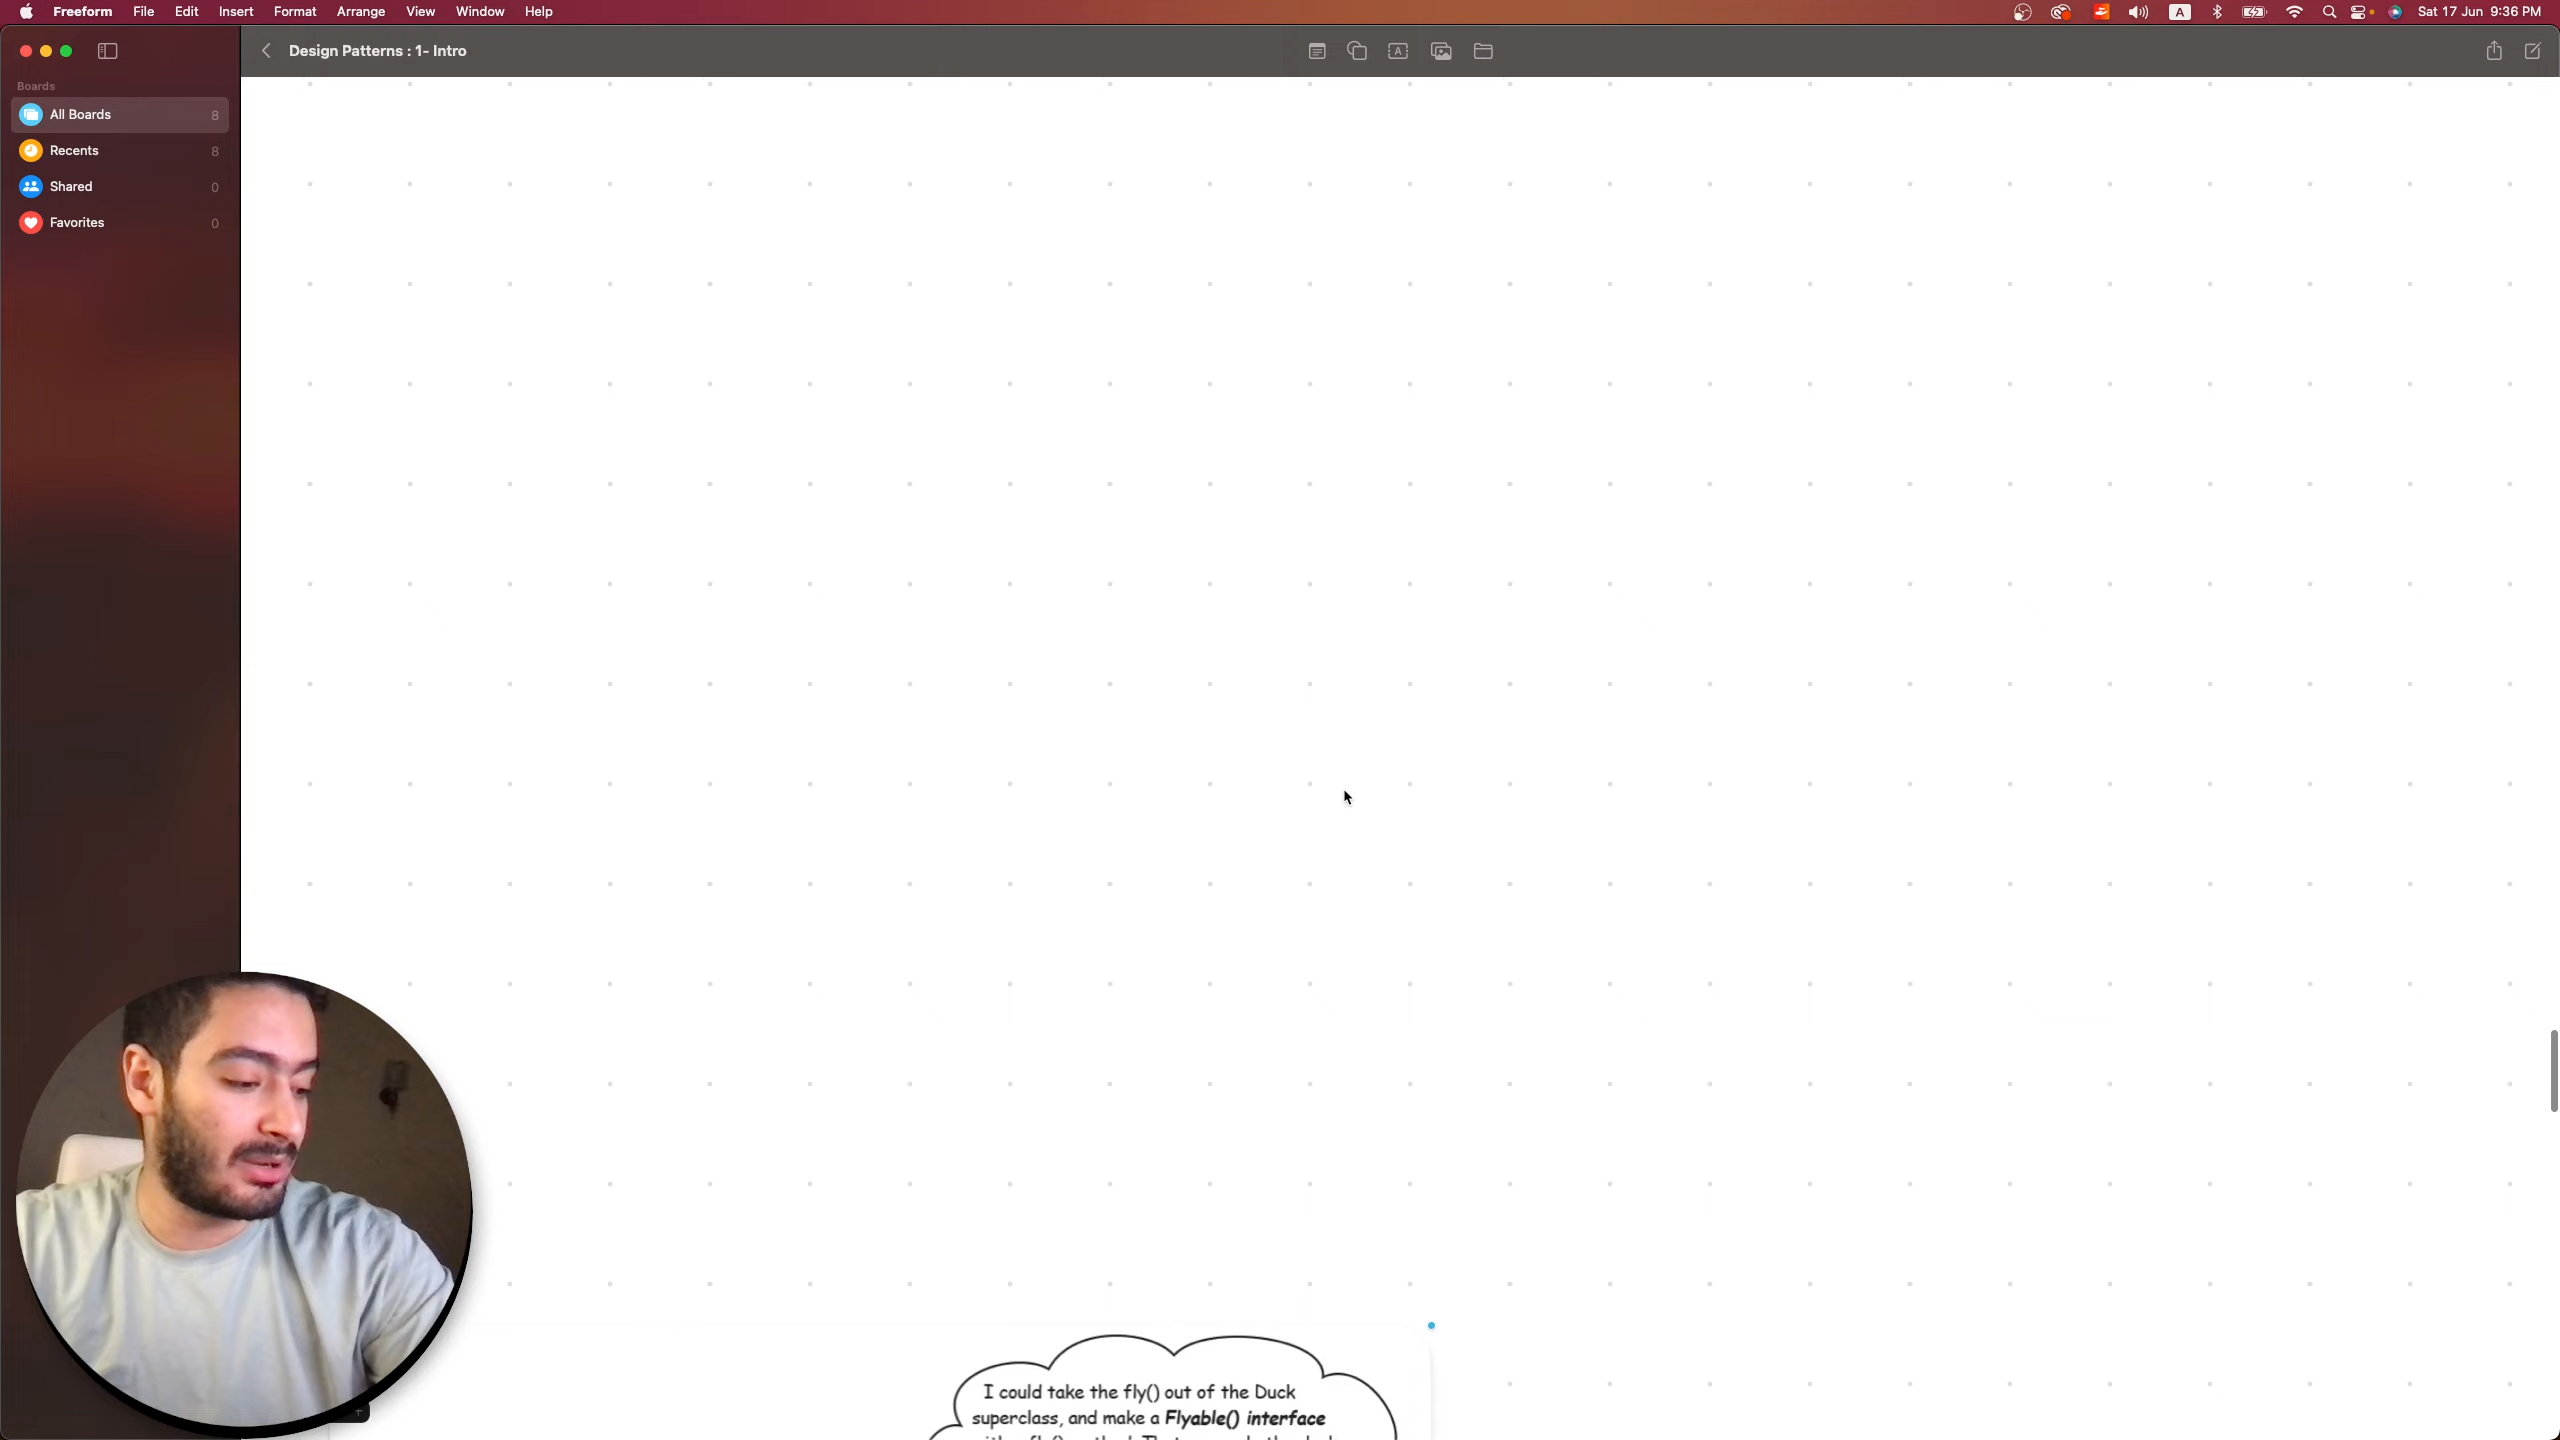 Freeform File Edit Insert Format Arrange View Window Help
A
Sat 17 Jun 9:36 PM
Design Patterns : 1- Intro
A
Boards
All Boards 8
Recents 8
Shared 0
Favorites 0
I could take the fly() out of the Duck
superclass, and make a Flyable() interface